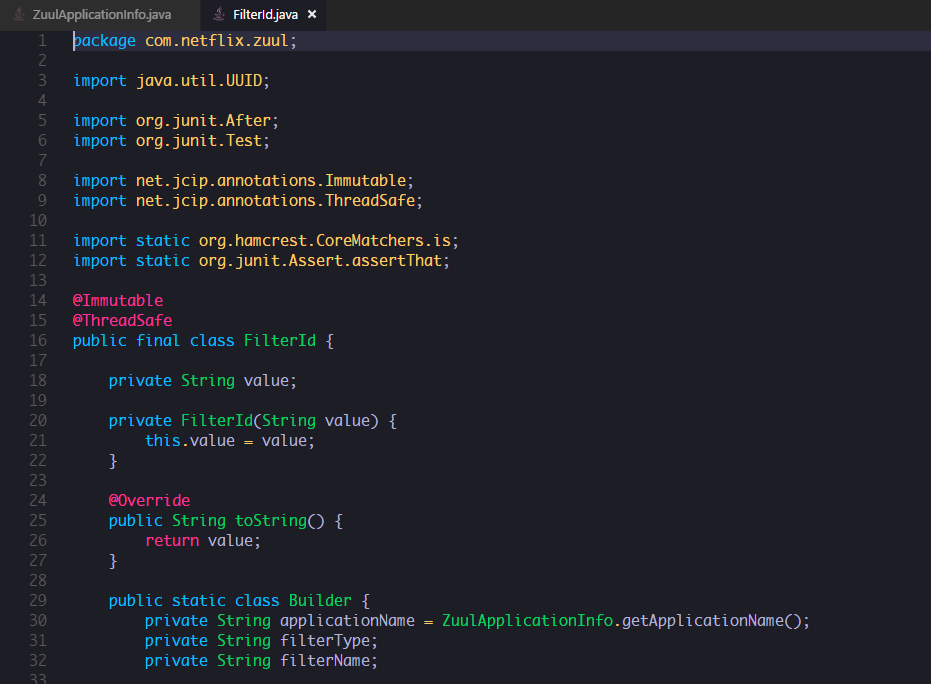 ZuulApplicationInfo.java FilterId.java ×
1 package com.netflix.zuul;
2
3 import java.util.UUID;
4
5 import org.junit.After;
6 import org.junit.Test;
7
8 import net.jcip.annotations.Immutable;
9 import net.jcip.annotations.ThreadSafe;
10
11 import static org.hamcrest.CoreMatchers.is;
12 import static org.junit.Assert.assertThat;
13
14 @Immutable
15 @ThreadSafe
16 public final class FilterId {
17
18     private String value;
19
20     private FilterId(String value) {
21         this.value = value;
22     }
23
24     @Override
25     public String toString() {
26         return value;
27     }
28
29     public static class Builder {
30         private String applicationName = ZuulApplicationInfo.getApplicationName();
31         private String filterType;
32         private String filterName;
33